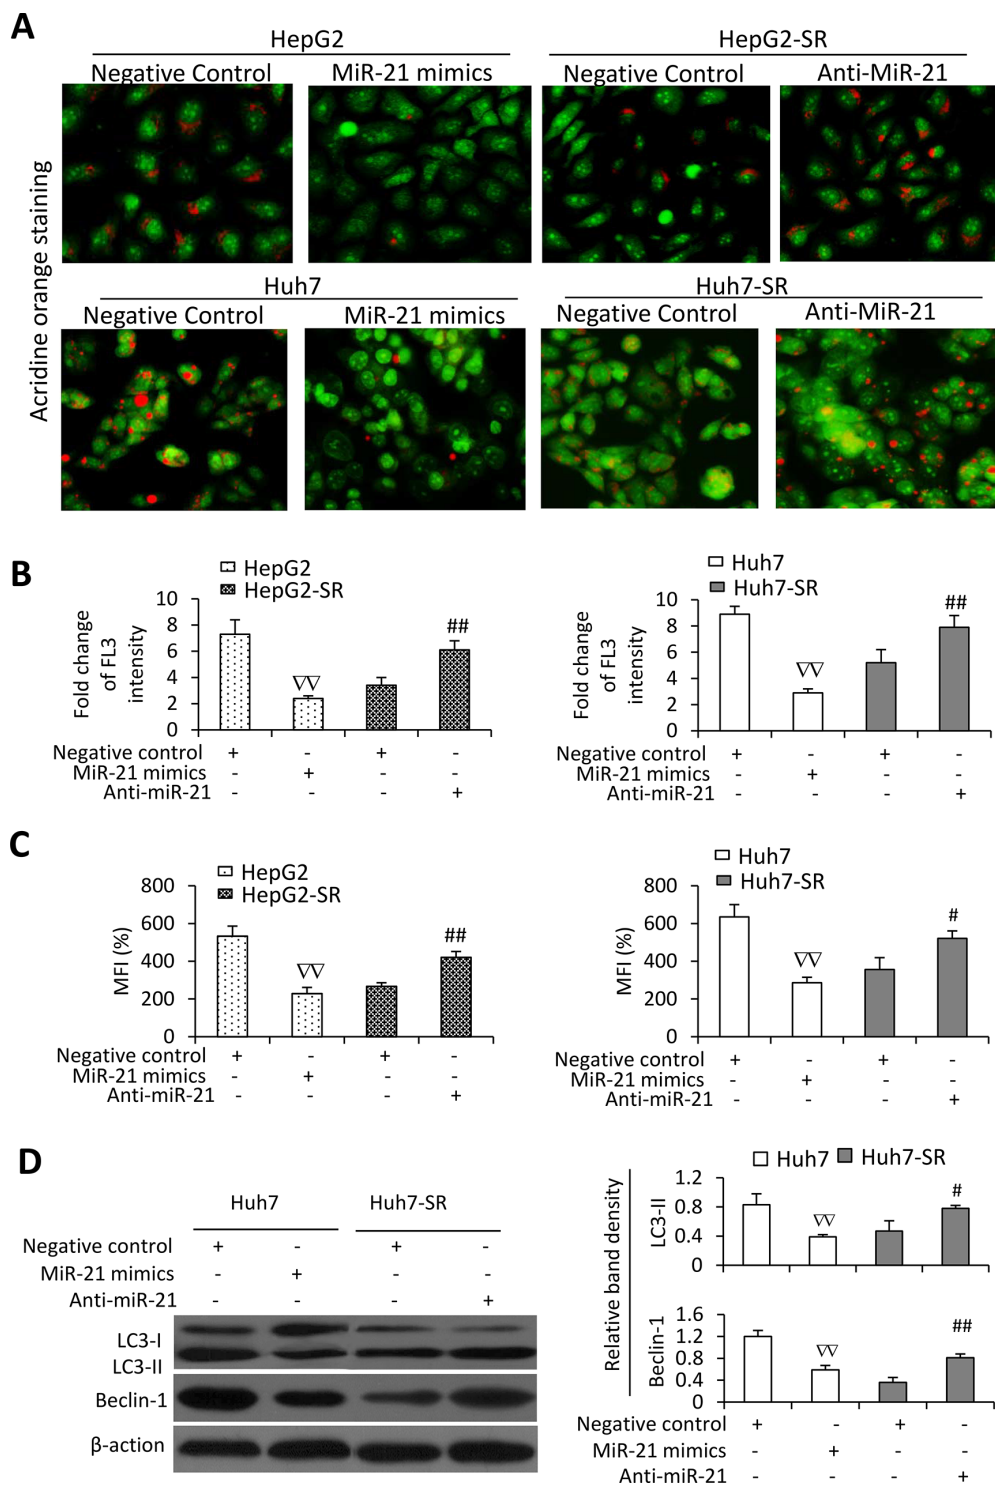 A
HepG2
HepG2-SR
Negative Control
MiR-21 mimics
Negative Control
Anti-MiR-21
Acridine orange staining
Huh7
Huh7-SR
Negative Control
MiR-21 mimics
Negative Control
Anti-MiR-21
B
HepG2
HepG2-SR
Fold change
of FL3
intensity
10
8
6
4
2
0
▽▽
##
Negative control + - + -
MiR-21 mimics - + - -
Anti-miR-21 - - - +
Huh7
Huh7-SR
Fold change
of FL3
intensity
10
8
6
4
2
0
▽▽
##
Negative control + - + -
MiR-21 mimics - + - -
Anti-miR-21 - - - +
C
HepG2
HepG2-SR
MFI (%)
800
600
400
200
0
▽▽
##
Negative control + - + -
MiR-21 mimics - + - -
Anti-miR-21 - - - +
Huh7
Huh7-SR
MFI (%)
800
600
400
200
0
▽▽
#
Negative control + - + -
MiR-21 mimics - + - -
Anti-miR-21 - - - +
D
Huh7
Huh7-SR
Negative control + - + -
MiR-21 mimics - + - -
Anti-miR-21 - - - +
LC3-I
LC3-II
Beclin-1
β-action
Huh7 Huh7-SR
Relative band density
LC3-II
1.2
0.8
0.4
0
▽▽
#
Beclin-1
1.6
1.2
0.8
0.4
0
▽▽
##
Negative control + - + -
MiR-21 mimics - + - -
Anti-miR-21 - - - +